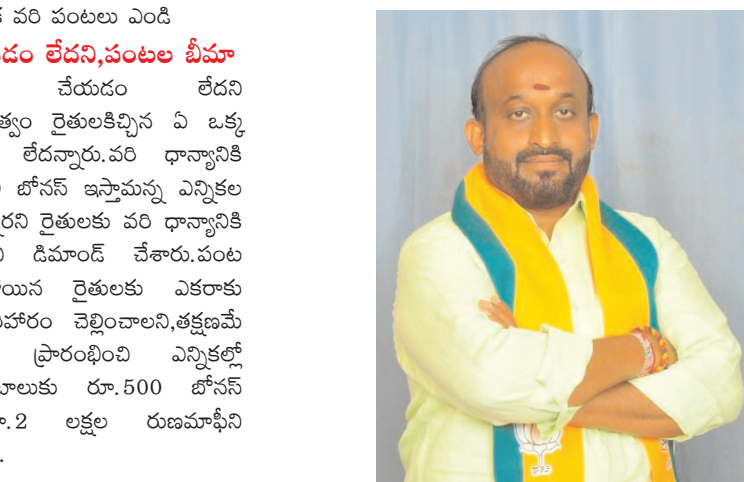 వరి పంటలు ఎండి
లేదని,పంటల బీమా
చేయడం లేదని
రైతులకిచ్చిన ఏ ఒక్క
లేదన్నారు.వరి ధాన్యానికి
బోనస్ ఇస్తామన్న ఎన్నికల
రైతులకు వరి ధాన్యానికి
డిమాండ్ చేశారు.పంట
రైతులకు ఎకరాకు
చెల్లించాలని,తక్షణమే
ప్రారంభించి ఎన్నికల్లో
రూ.500 బోనస్
2 లక్షల రుణమాఫీని